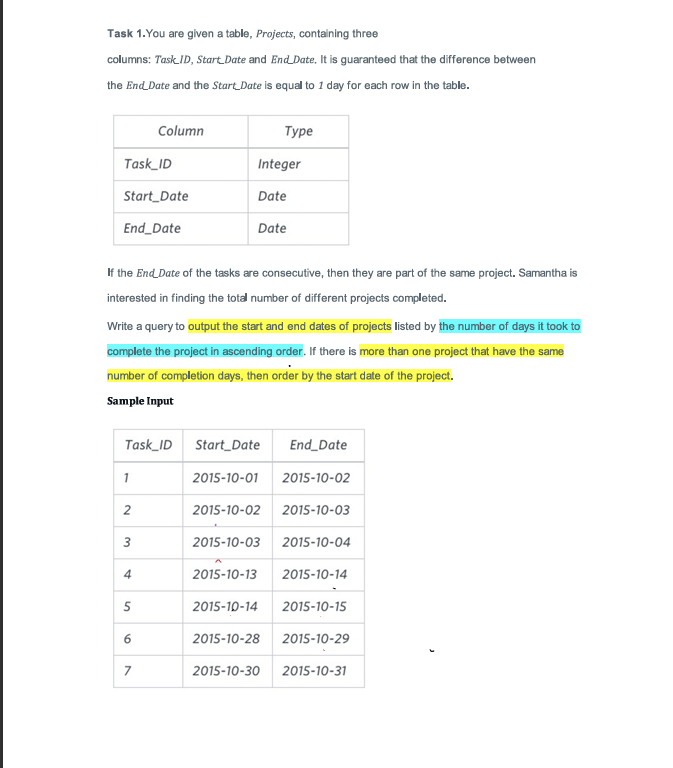 Task 1.You are given a table, Projects, containing three
columns: Task_ID, Start_Date and End_Date. It is guaranteed that the difference between
the End_Date and the Start_Date is equal to 1 day for each row in the table.
Column Type
Task_ID Integer
Start_Date Date
End_Date Date
If the End_Date of the tasks are consecutive, then they are part of the same project. Samantha is
interested in finding the total number of different projects completed.
Write a query to output the start and end dates of projects listed by the number of days it took to
complete the project in ascending order. If there is more than one project that have the same
number of completion days, then order by the start date of the project.
Sample Input
Task_ID Start_Date End_Date
1 2015-10-01 2015-10-02
2 2015-10-02 2015-10-03
3 2015-10-03 2015-10-04
4 2015-10-13 2015-10-14
5 2015-10-14 2015-10-15
6 2015-10-28 2015-10-29
7 2015-10-30 2015-10-31